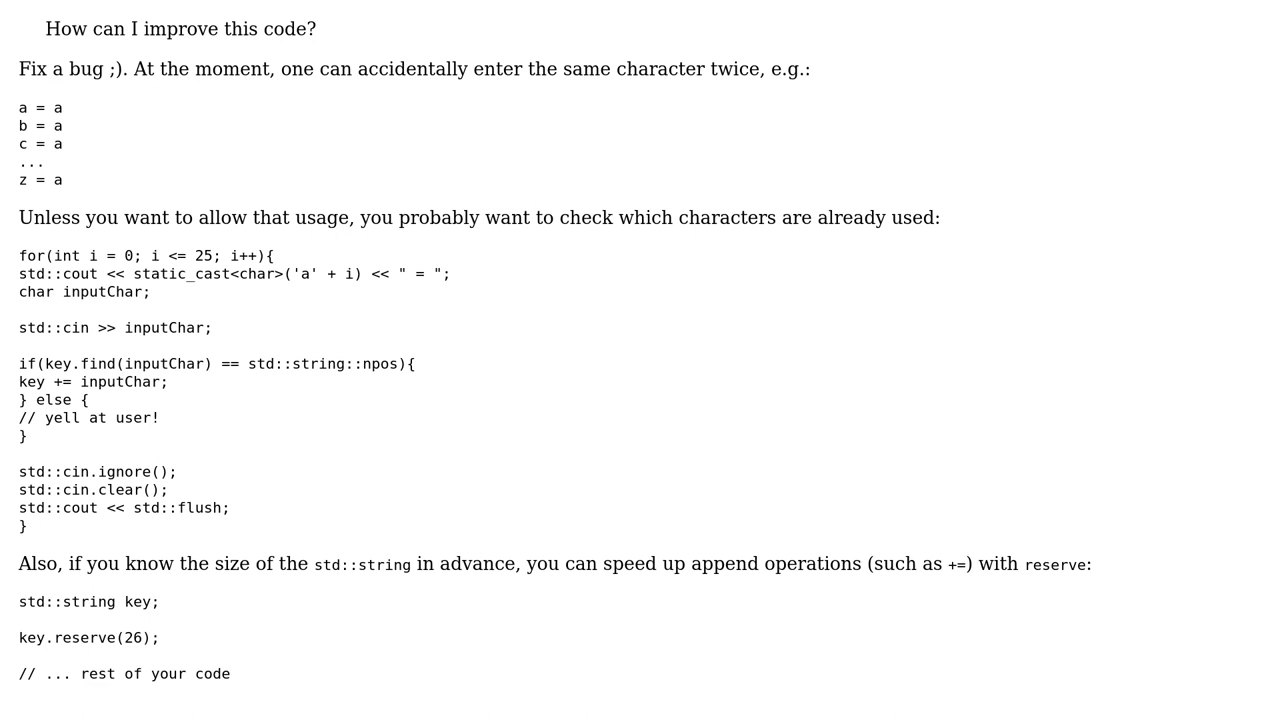 How can I improve this code?
Fix a bug ;). At the moment, one can accidentally enter the same character twice, e.g.:
a = a
b = a
c = a
...
z = a
Unless you want to allow that usage, you probably want to check which characters are already used:
for(int i = 0; i <= 25; i++){
std::cout << static_cast<char>('a' + i) << " = ";
char inputChar;
std::cin >> inputChar;
if(key.find(inputChar) == std::string::npos){
key += inputChar;
} else {
// yell at user!
}
std::cin.ignore();
std::cin.clear();
std::cout << std::flush;
}
Also, if you know the size of the std::string in advance, you can speed up append operations (such as +=) with reserve:
std::string key;
key.reserve(26);
// ... rest of your code